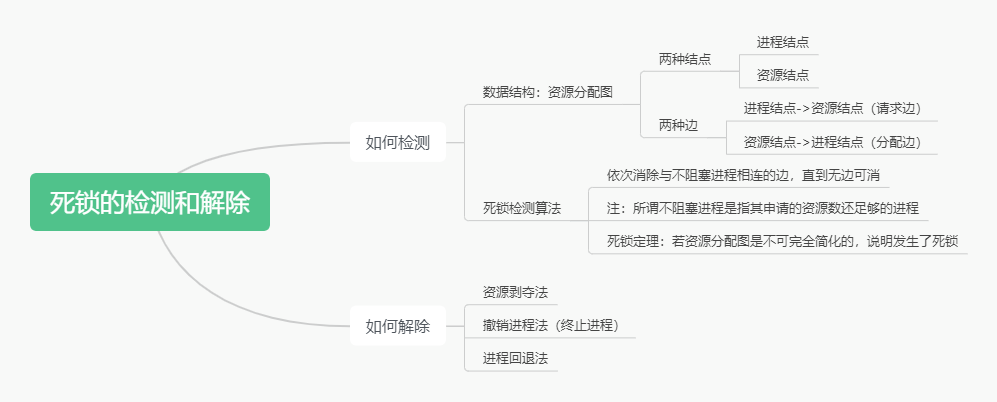 死锁的检测和解除
如何检测
数据结构：资源分配图
两种结点
进程结点
资源结点
两种边
进程结点->资源结点（请求边）
资源结点->进程结点（分配边）
死锁检测算法
依次消除与不阻塞进程相连的边，直到无边可消
注：所谓不阻塞进程是指其申请的资源数还足够的进程
死锁定理：若资源分配图是不可完全简化的，说明发生了死锁
如何解除
资源剥夺法
撤销进程法（终止进程）
进程回退法